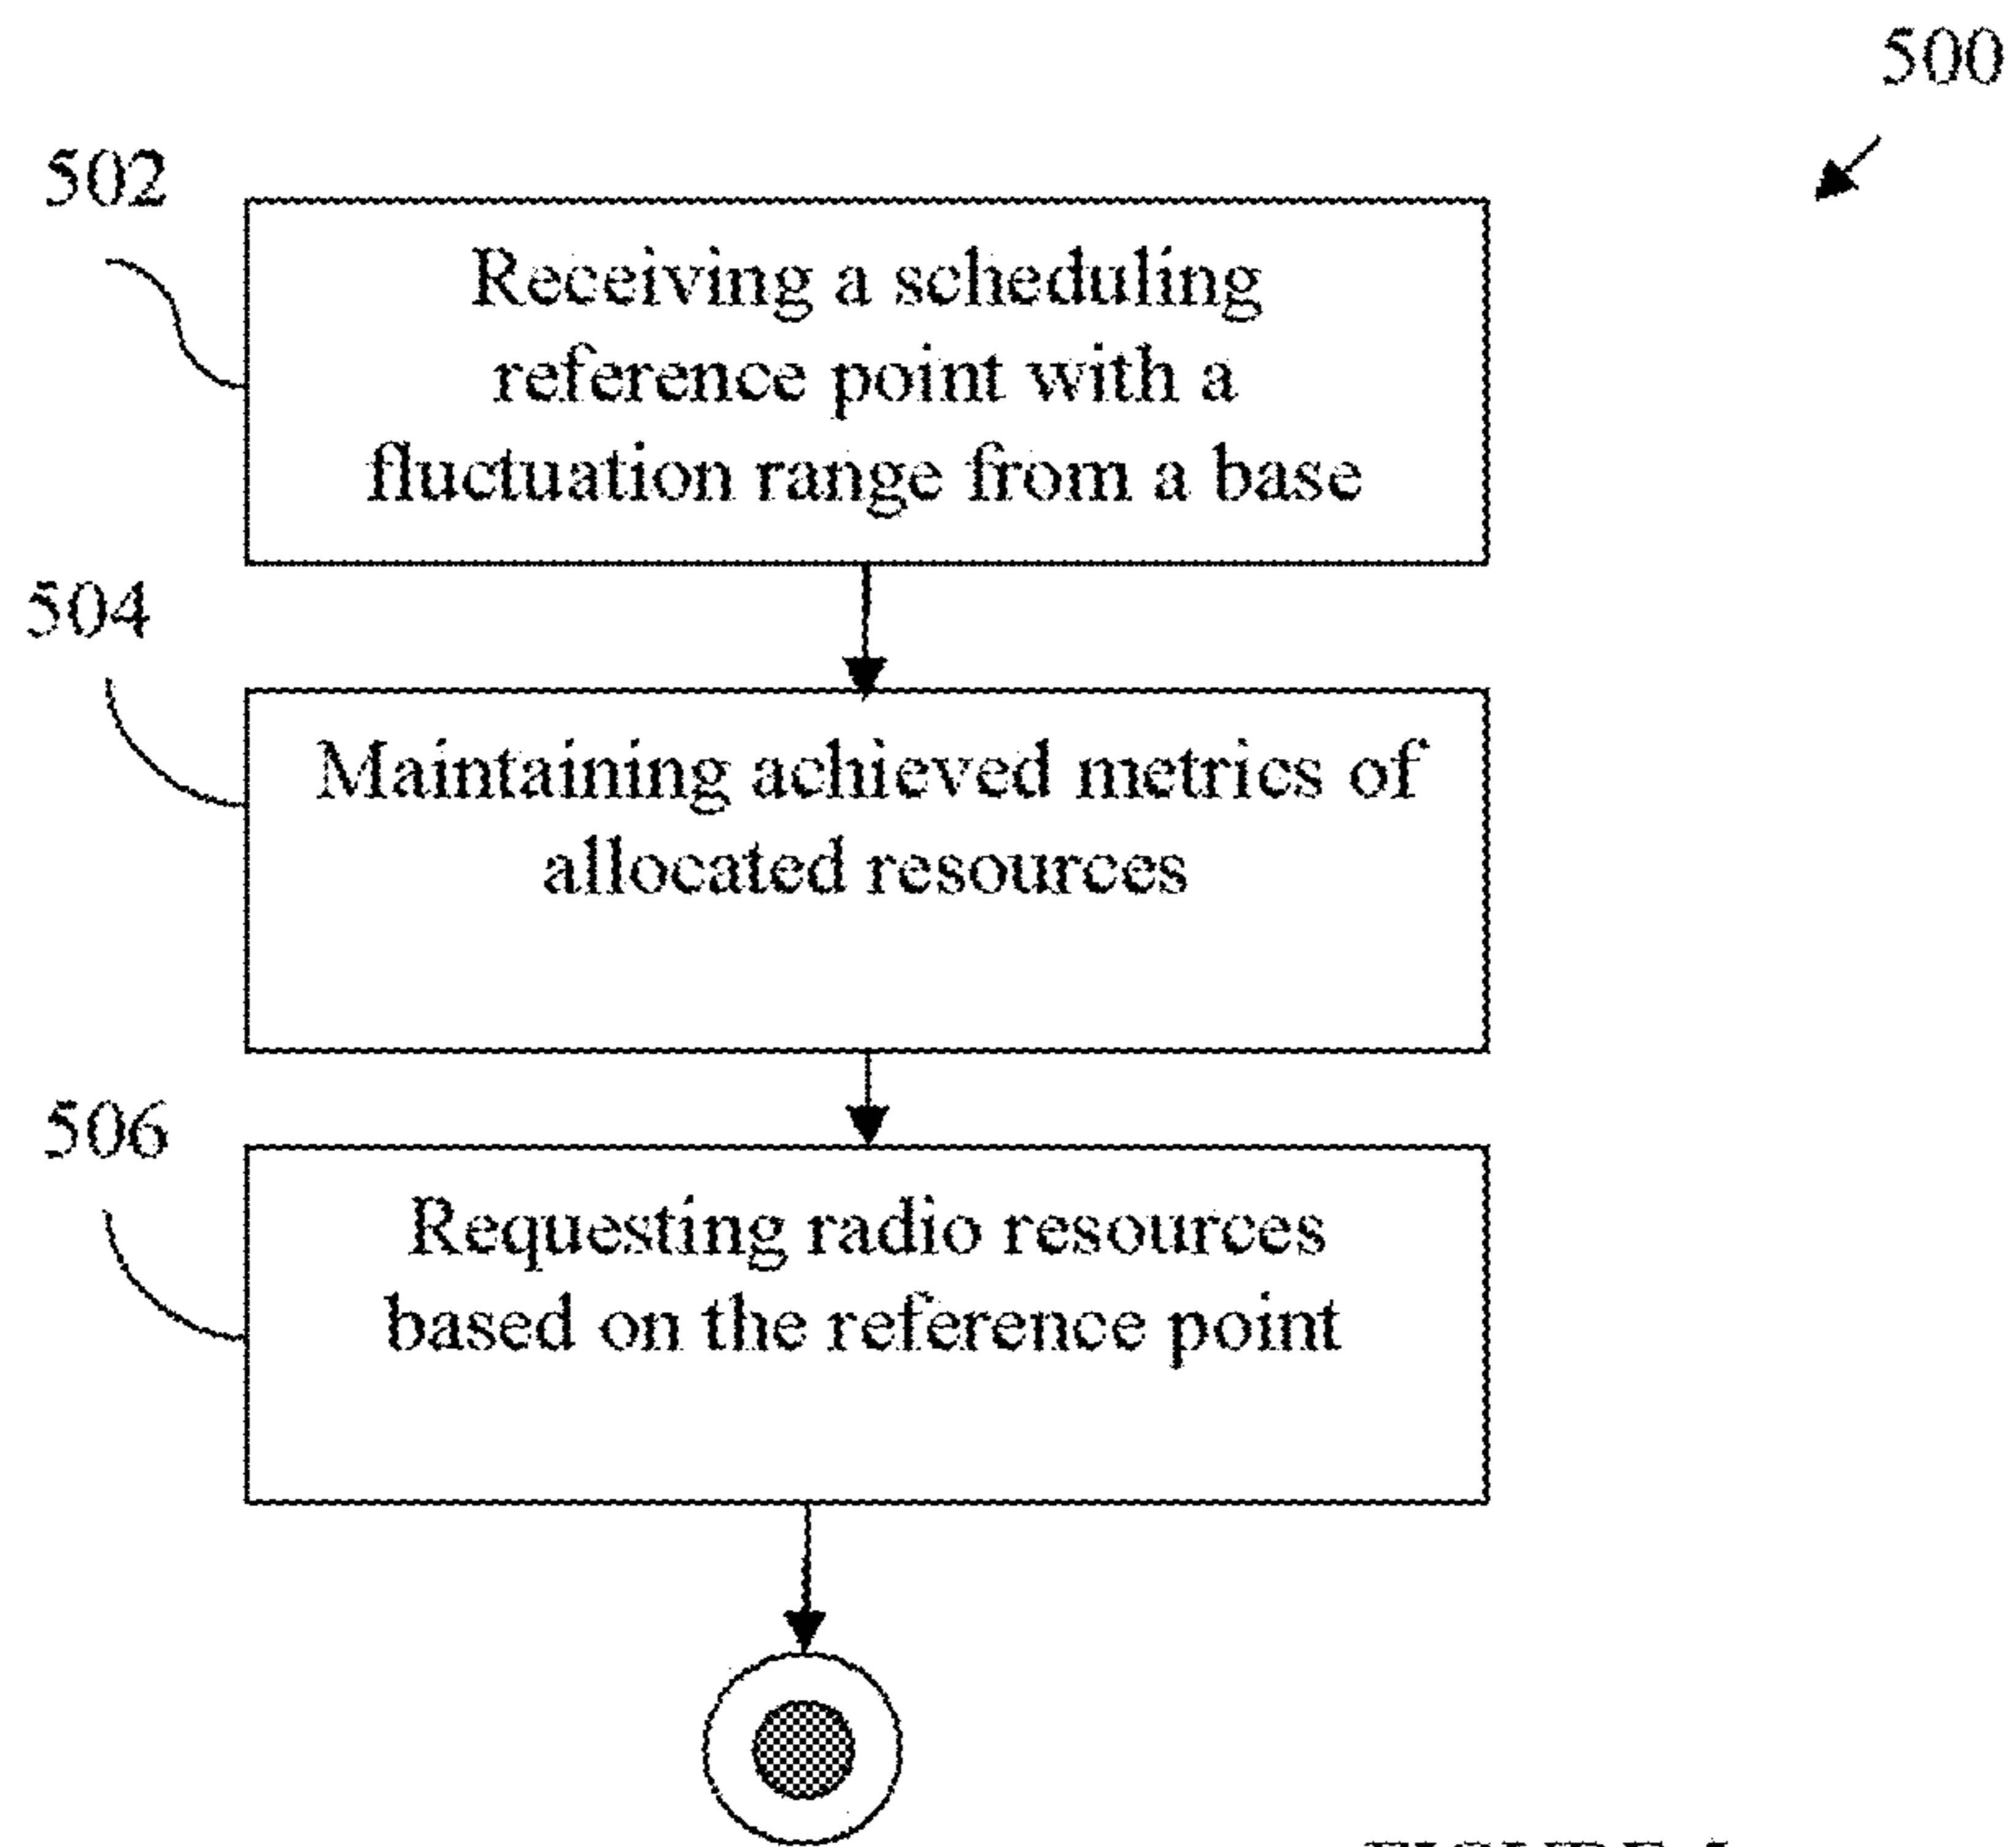 500
502
Receiving a scheduling
reference point with a
fluctuation range from a base
504
Maintaining achieved metrics of
allocated resources
506
Requesting radio resources
based on the reference point